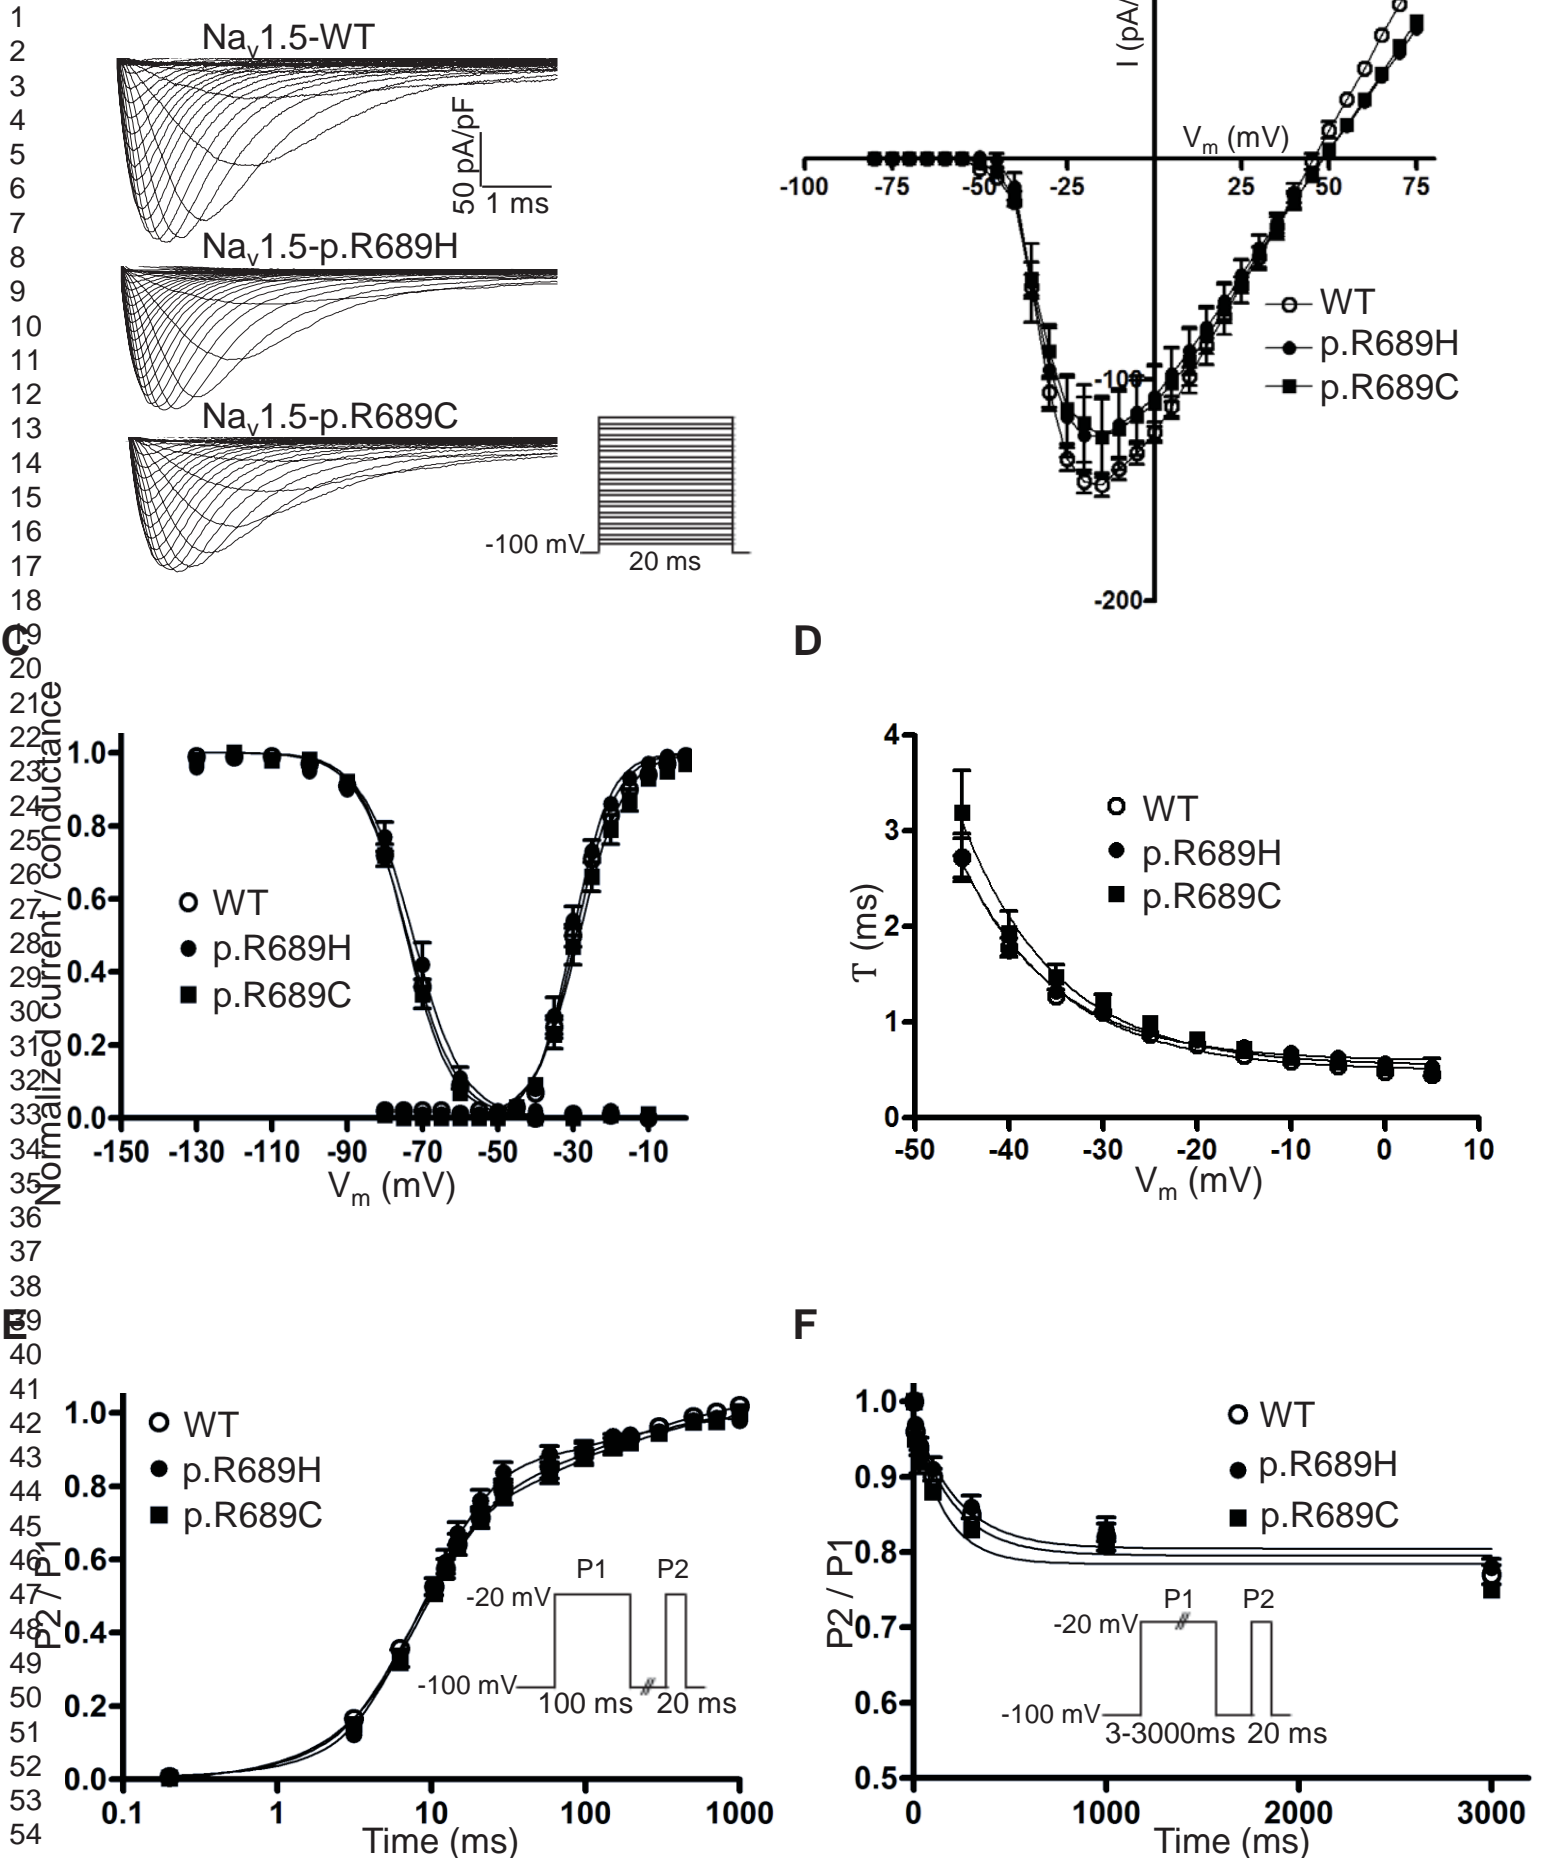 1
2
3
4
5
6
7
8
9
10
11
12
13
14
15
16
17
18
19
20
21
22
23
24
25
26
27
28
29
30
31
32
33
34
35
36
37
38
39
40
41
42
43
44
45
46
47
48
49
50
51
52
53
54
Nav1.5-WT
50 pA/pF
1 ms
Nav1.5-p.R689H
Nav1.5-p.R689C
-100 mV
20 ms
I (pA/
Vm (mV)
-100 -75 -50 -25 25 50 75
-100
-200
WT
p.R689H
p.R689C
C
Normalized current / conductance
1.0
0.8
0.6
0.4
0.2
0.0
WT
p.R689H
p.R689C
-150 -130 -110 -90 -70 -50 -30 -10
Vm (mV)
D
T (ms)
4
3
2
1
0
WT
p.R689H
p.R689C
-50 -40 -30 -20 -10 0 10
Vm (mV)
E
P2 / P1
1.0
0.8
0.6
0.4
0.2
0.0
WT
p.R689H
p.R689C
P1 P2
-20 mV
-100 mV
100 ms 20 ms
0.1 1 10 100 1000
Time (ms)
F
P2 / P1
1.0
0.9
0.8
0.7
0.6
0.5
WT
p.R689H
p.R689C
P1 P2
-20 mV
-100 mV
3-3000ms 20 ms
0 1000 2000 3000
Time (ms)